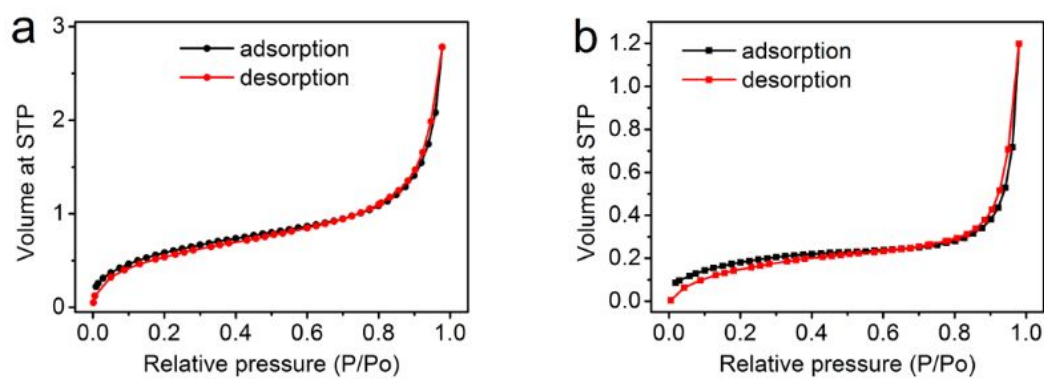 a
adsorption
desorption
Volume at STP
3
2
1
0
0.0 0.2 0.4 0.6 0.8 1.0
Relative pressure (P/Po)
b
adsorption
desorption
Volume at STP
1.2
1.0
0.8
0.6
0.4
0.2
0.0
0.0 0.2 0.4 0.6 0.8 1.0
Relative pressure (P/Po)